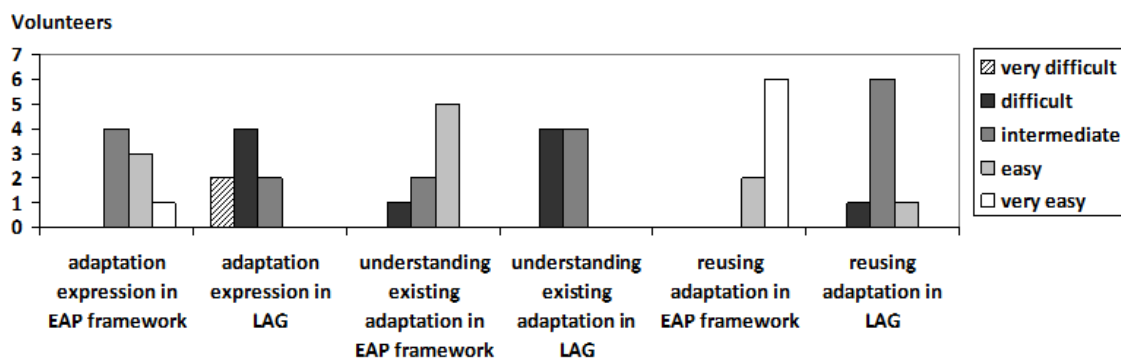 Volunteers
7
6
5
4
3
2
1
0
very difficult
difficult
intermediate
easy
very easy
adaptation
expression in
EAP framework
adaptation
expression in
LAG
understanding
existing
adaptation in
EAP framework
understanding
existing
adaptation in
LAG
reusing
adaptation in
EAP framework
reusing
adaptation in
LAG